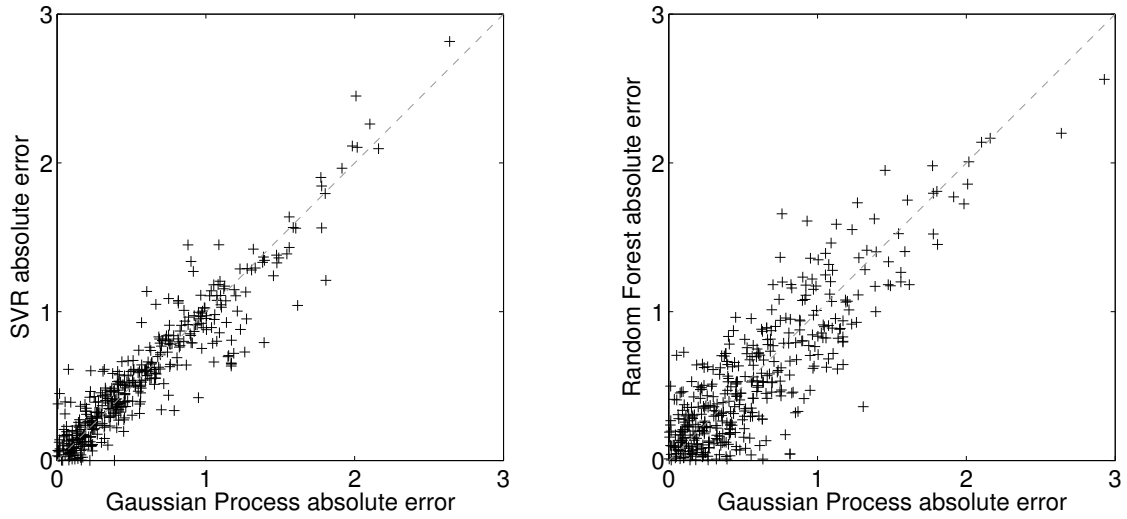 3
2
1
0
0 1 2 3
SVR absolute error
Gaussian Process absolute error
3
2
1
0
0 1 2 3
Random Forest absolute error
Gaussian Process absolute error